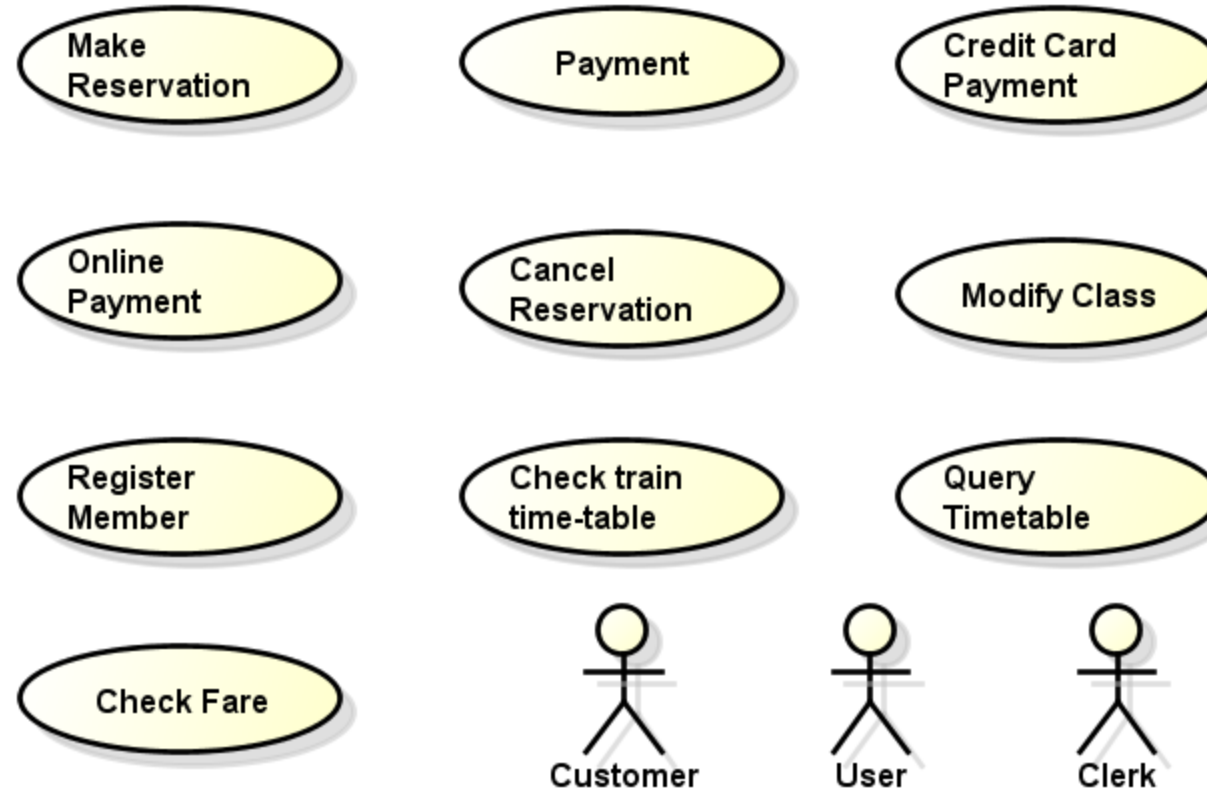 Make
Reservation
Payment
Credit Card
Payment
Online
Payment
Cancel
Reservation
Modify Class
Register
Member
Check train
time-table
Query
Timetable
Check Fare
Customer
User
Clerk